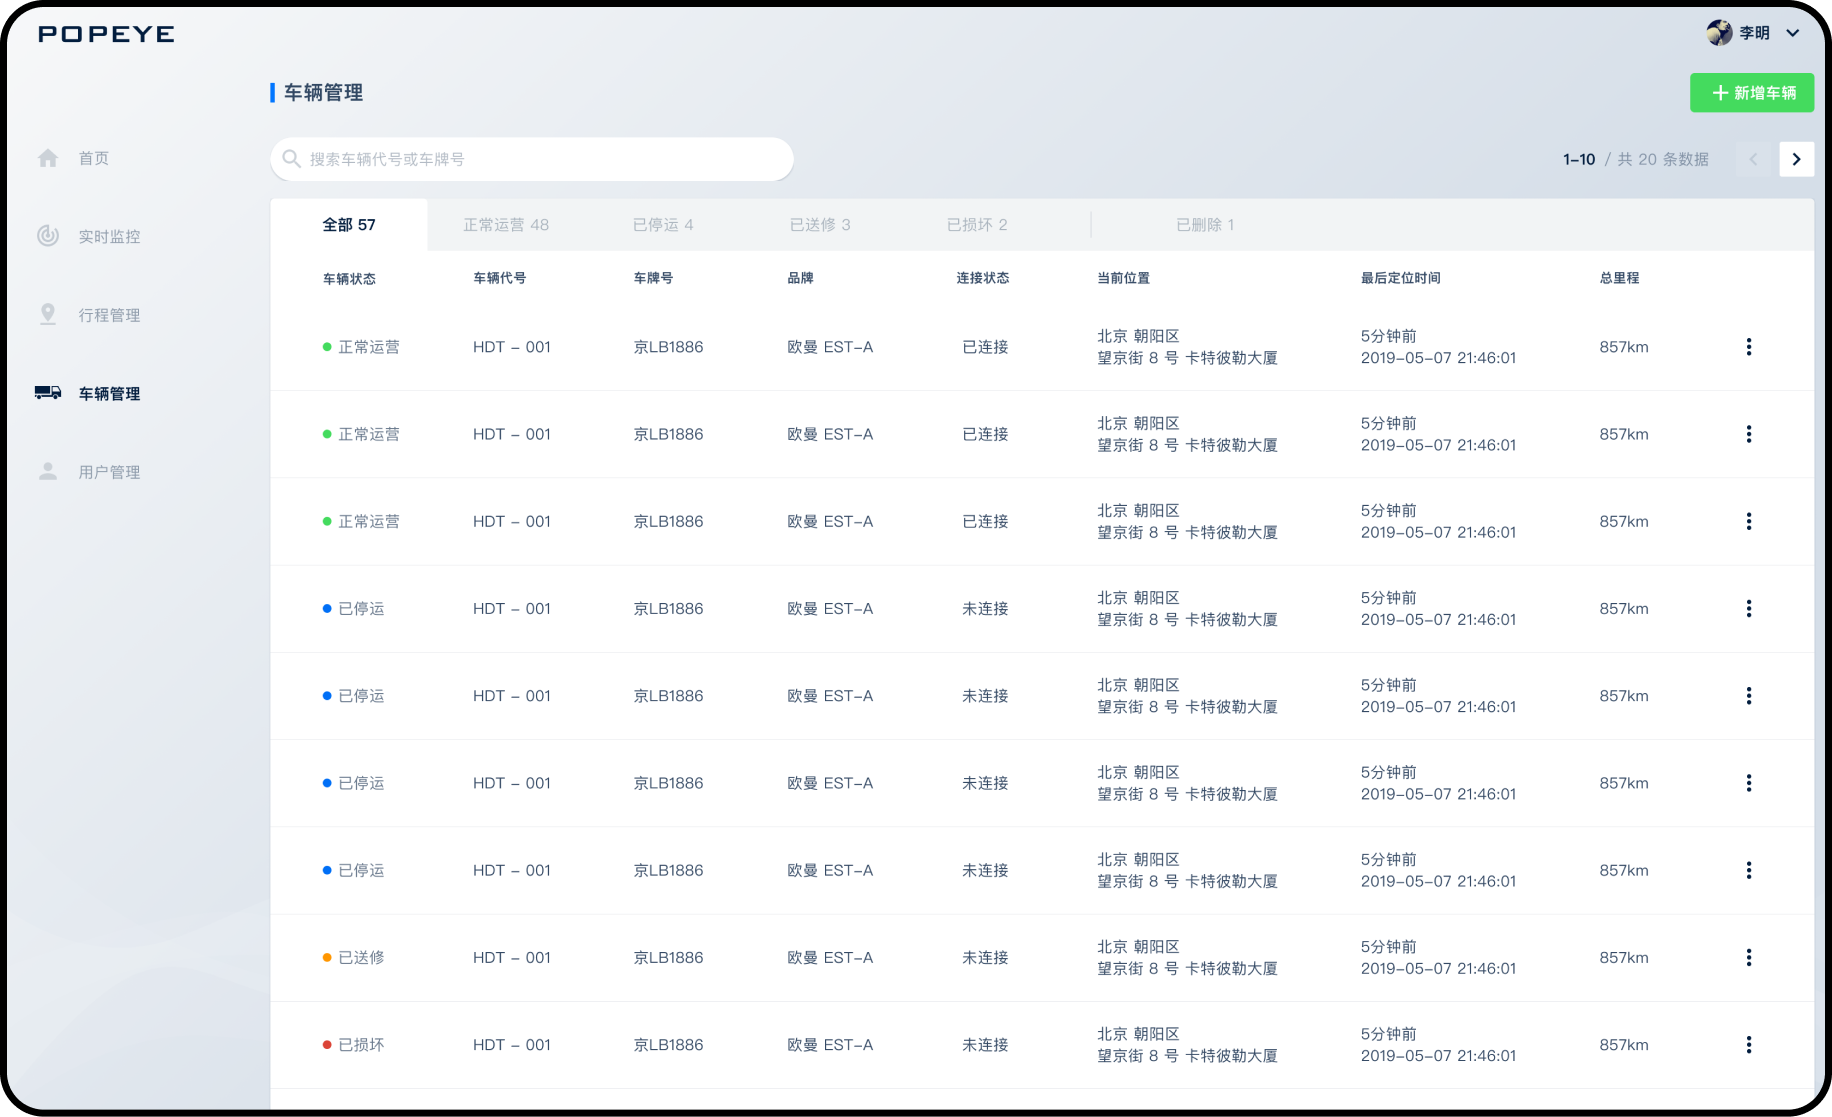 POPEYE
李明
车辆管理
新增车辆
首页
实时监控
行程管理
车辆管理
用户管理
搜索车辆代号或车牌号
1-10 / 共 20 条数据
全部 57 正常运营 48 已停运 4 已送修 3 已损坏 2 已删除 1
车辆状态 车辆代号 车牌号 品牌 连接状态 当前位置 最后定位时间 总里程
北京 朝阳区 5分钟前
正常运营 HDT - 001 京LB1886 欧曼 EST-A 已连接 857km
望京街 8 号 卡特彼勒大厦 2019-05-07 21:46:01
北京 朝阳区 5分钟前
正常运营 HDT - 001 京LB1886 欧曼 EST-A 已连接 857km
望京街 8 号 卡特彼勒大厦 2019-05-07 21:46:01
北京 朝阳区 5分钟前
正常运营 HDT - 001 京LB1886 欧曼 EST-A 已连接 857km
望京街 8 号 卡特彼勒大厦 2019-05-07 21:46:01
北京 朝阳区 5分钟前
已停运 HDT - 001 京LB1886 欧曼 EST-A 未连接 857km
望京街 8 号 卡特彼勒大厦 2019-05-07 21:46:01
北京 朝阳区 5分钟前
已停运 HDT - 001 京LB1886 欧曼 EST-A 未连接 857km
望京街 8 号 卡特彼勒大厦 2019-05-07 21:46:01
北京 朝阳区 5分钟前
已停运 HDT - 001 京LB1886 欧曼 EST-A 未连接 857km
望京街 8 号 卡特彼勒大厦 2019-05-07 21:46:01
北京 朝阳区 5分钟前
已停运 HDT - 001 京LB1886 欧曼 EST-A 未连接 857km
望京街 8 号 卡特彼勒大厦 2019-05-07 21:46:01
北京 朝阳区 5分钟前
已送修 HDT - 001 京LB1886 欧曼 EST-A 未连接 857km
望京街 8 号 卡特彼勒大厦 2019-05-07 21:46:01
北京 朝阳区 5分钟前
已损坏 HDT - 001 京LB1886 欧曼 EST-A 未连接 857km
望京街 8 号 卡特彼勒大厦 2019-05-07 21:46:01